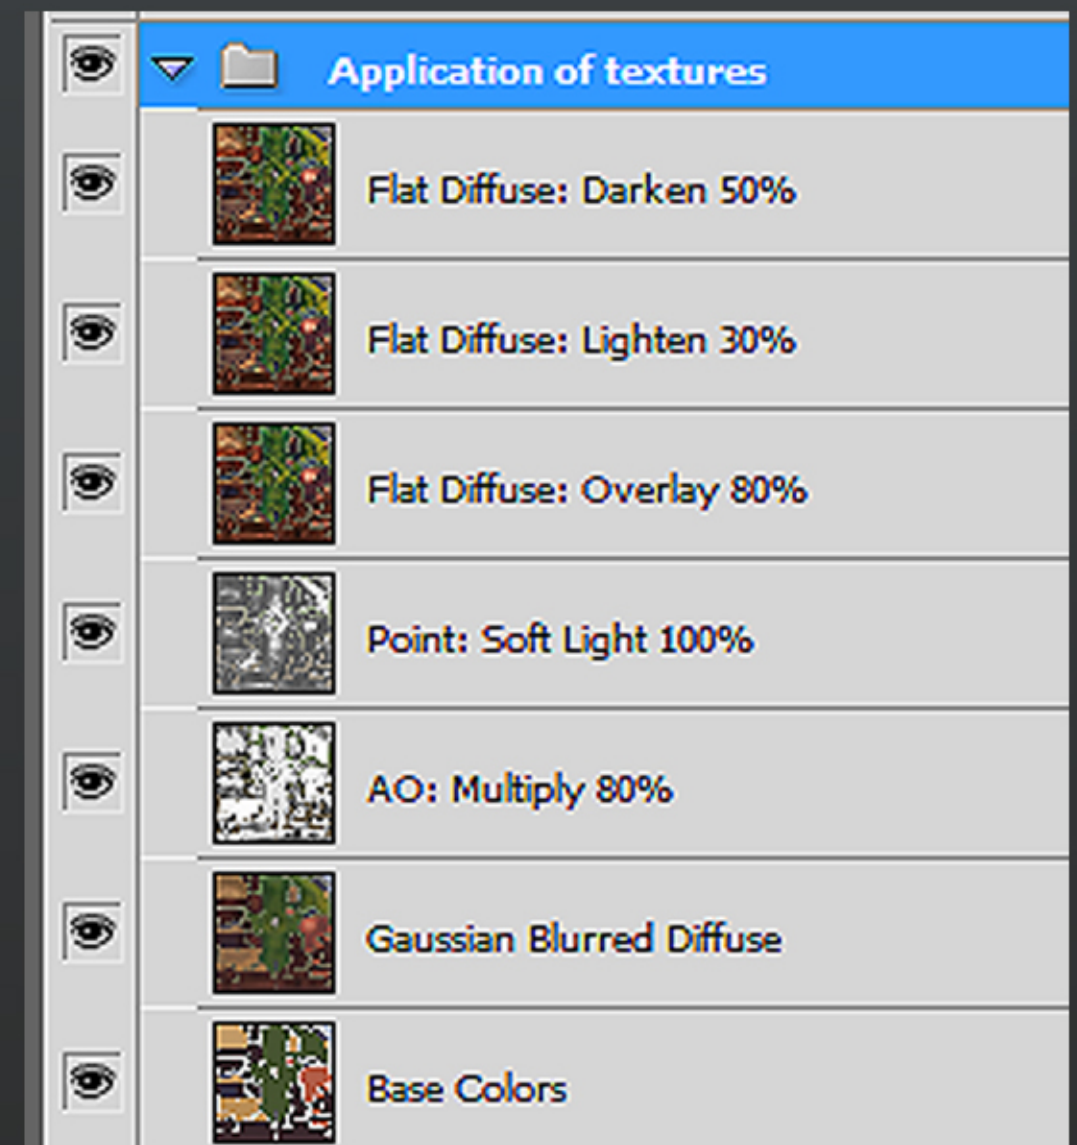 Application of textures
Flat Diffuse: Darken 50%
Flat Diffuse: Lighten 30%
Flat Diffuse: Overlay 80%
Point: Soft Light 100%
AO: Multiply 80%
Gaussian Blurred Diffuse
Base Colors